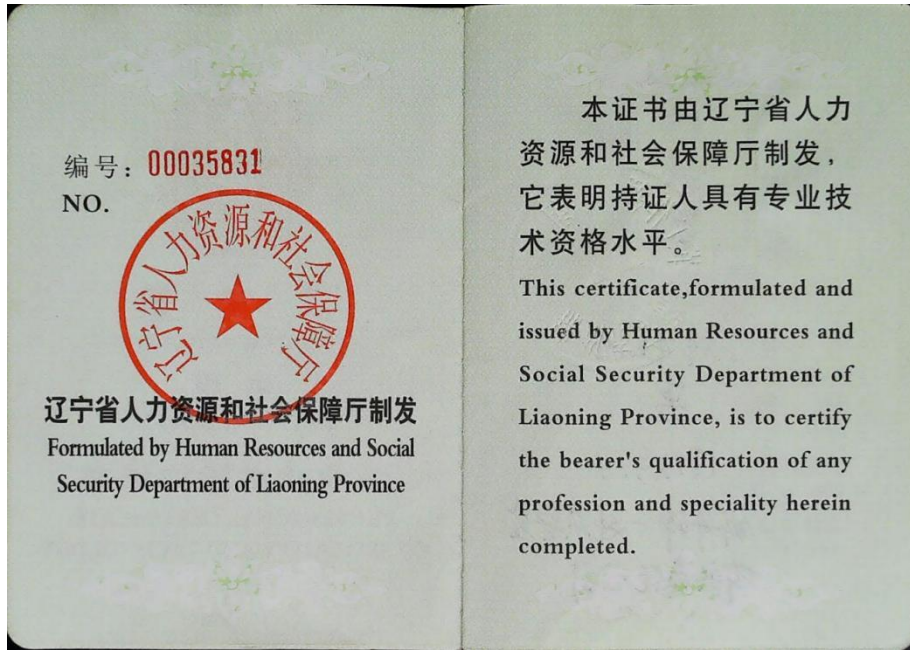 编号：00035831
NO.
辽宁省人力资源和社会保障厅
辽宁省人力资源和社会保障厅制发
Formulated by Human Resources and Social
Security Department of Liaoning Province
本证书由辽宁省人力
资源和社会保障厅制发，
它表明持证人具有专业技
术资格水平。
This certificate,formulated and
issued by Human Resources and
Social Security Department of
Liaoning Province, is to certify
the bearer's qualification of any
profession and speciality herein
completed.